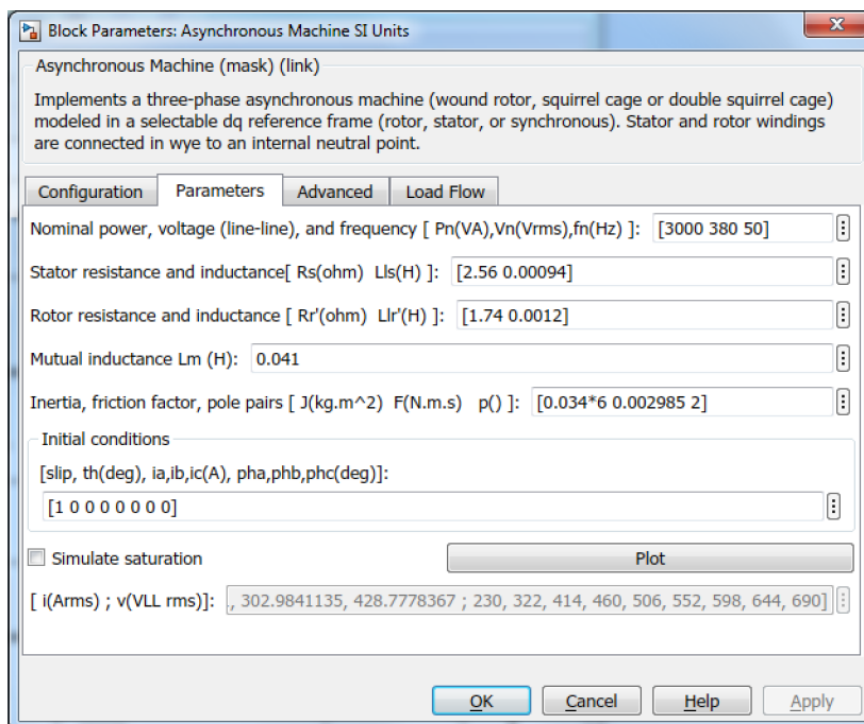 Block Parameters: Asynchronous Machine SI Units
Asynchronous Machine (mask) (link)
Implements a three-phase asynchronous machine (wound rotor, squirrel cage or double squirrel cage)
modeled in a selectable dq reference frame (rotor, stator, or synchronous). Stator and rotor windings
are connected in wye to an internal neutral point.
Configuration Parameters Advanced Load Flow
Nominal power, voltage (line-line), and frequency [ Pn(VA),Vn(Vrms),fn(Hz) ]: [3000 380 50]
Stator resistance and inductance[ Rs(ohm) Lls(H) ]: [2.56 0.00094]
Rotor resistance and inductance [ Rr'(ohm) Llr'(H) ]: [1.74 0.0012]
Mutual inductance Lm (H): 0.041
Inertia, friction factor, pole pairs [ J(kg.m^2) F(N.m.s) p() ]: [0.034*6 0.002985 2]
Initial conditions
[slip, th(deg), ia,ib,ic(A), pha,phb,phc(deg)]:
[1 0 0 0 0 0 0 0]
Simulate saturation Plot
[ i(Arms) ; v(VLL rms)]: ., 302.9841135, 428.7778367 ; 230, 322, 414, 460, 506, 552, 598, 644, 690]
OK Cancel Help Apply